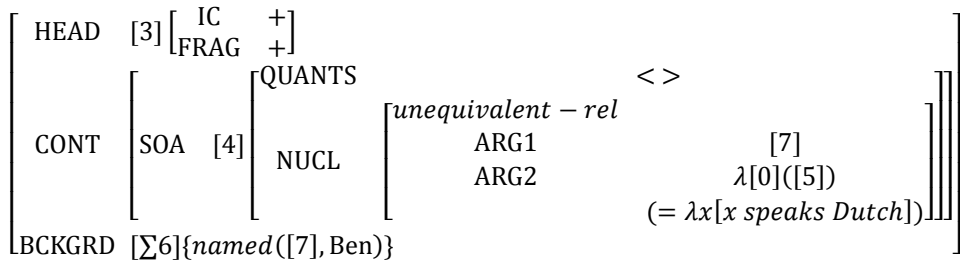 HEAD [3] [IC +
FRAG +]
CONT [SOA [4] [QUANTS < >
NUCL [unequivalent − rel
ARG1 [7]
ARG2 λ[0]([5])
(= λx[x speaks Dutch])]]]
BCKGRD [∑6]{named([7], Ben)}